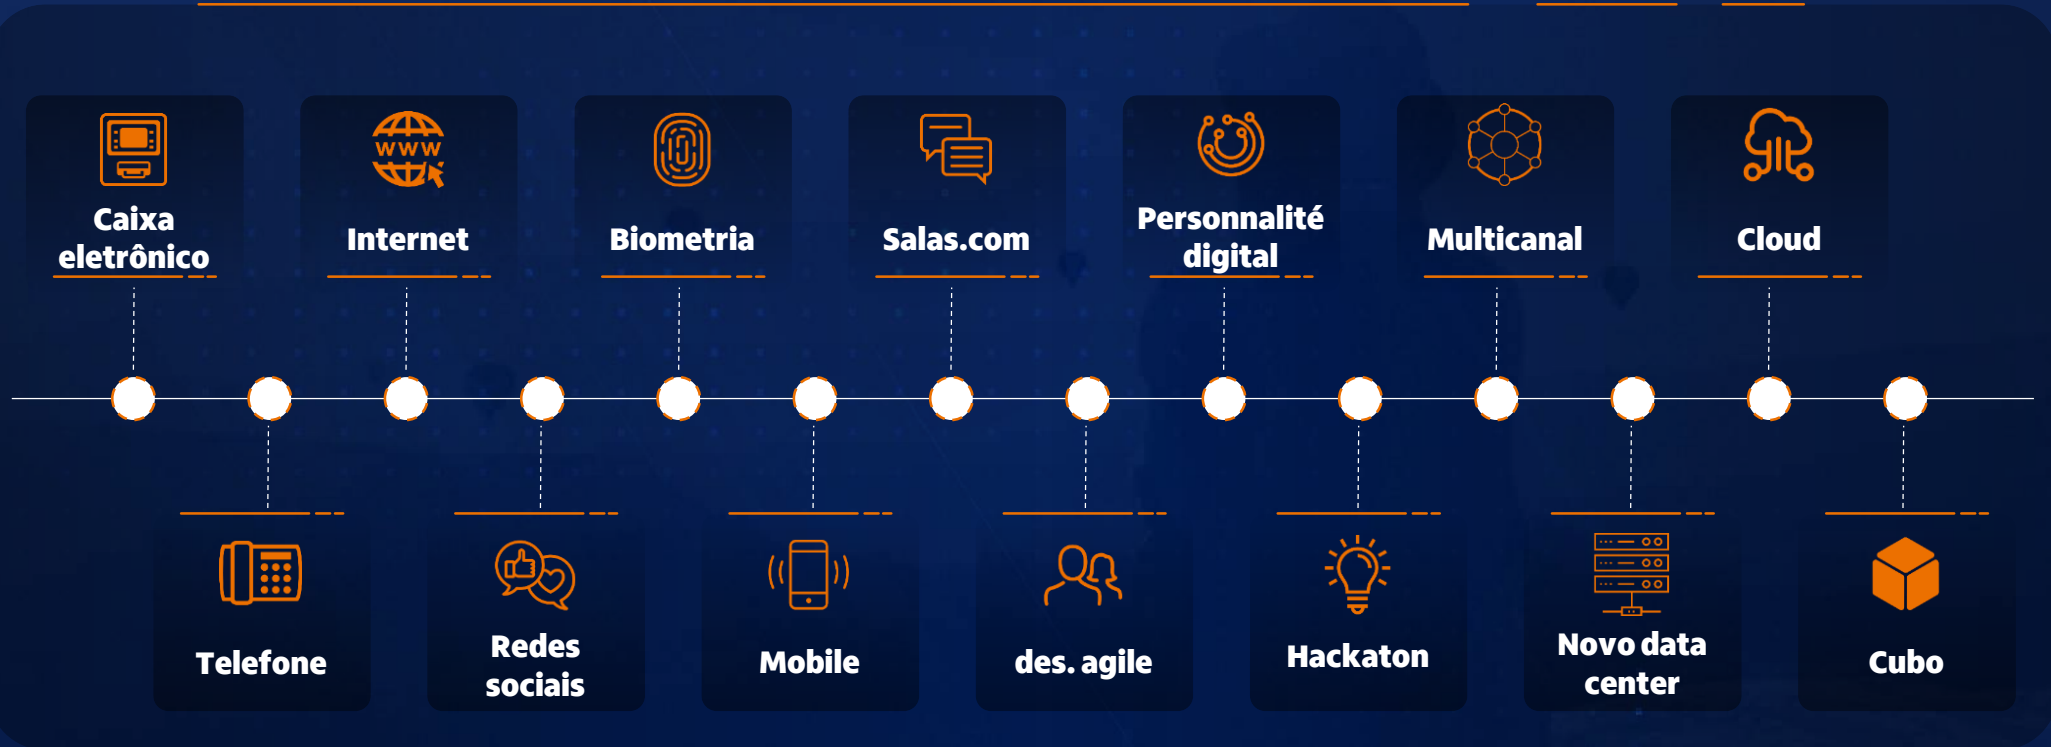 Caixa
eletrônico
Internet
WWW
Biometria
Salas.com
Personnalité
digital
Multicanal
Cloud
Telefone
Redes
sociais
Mobile
des. agile
Hackaton
Novo data
center
Cubo